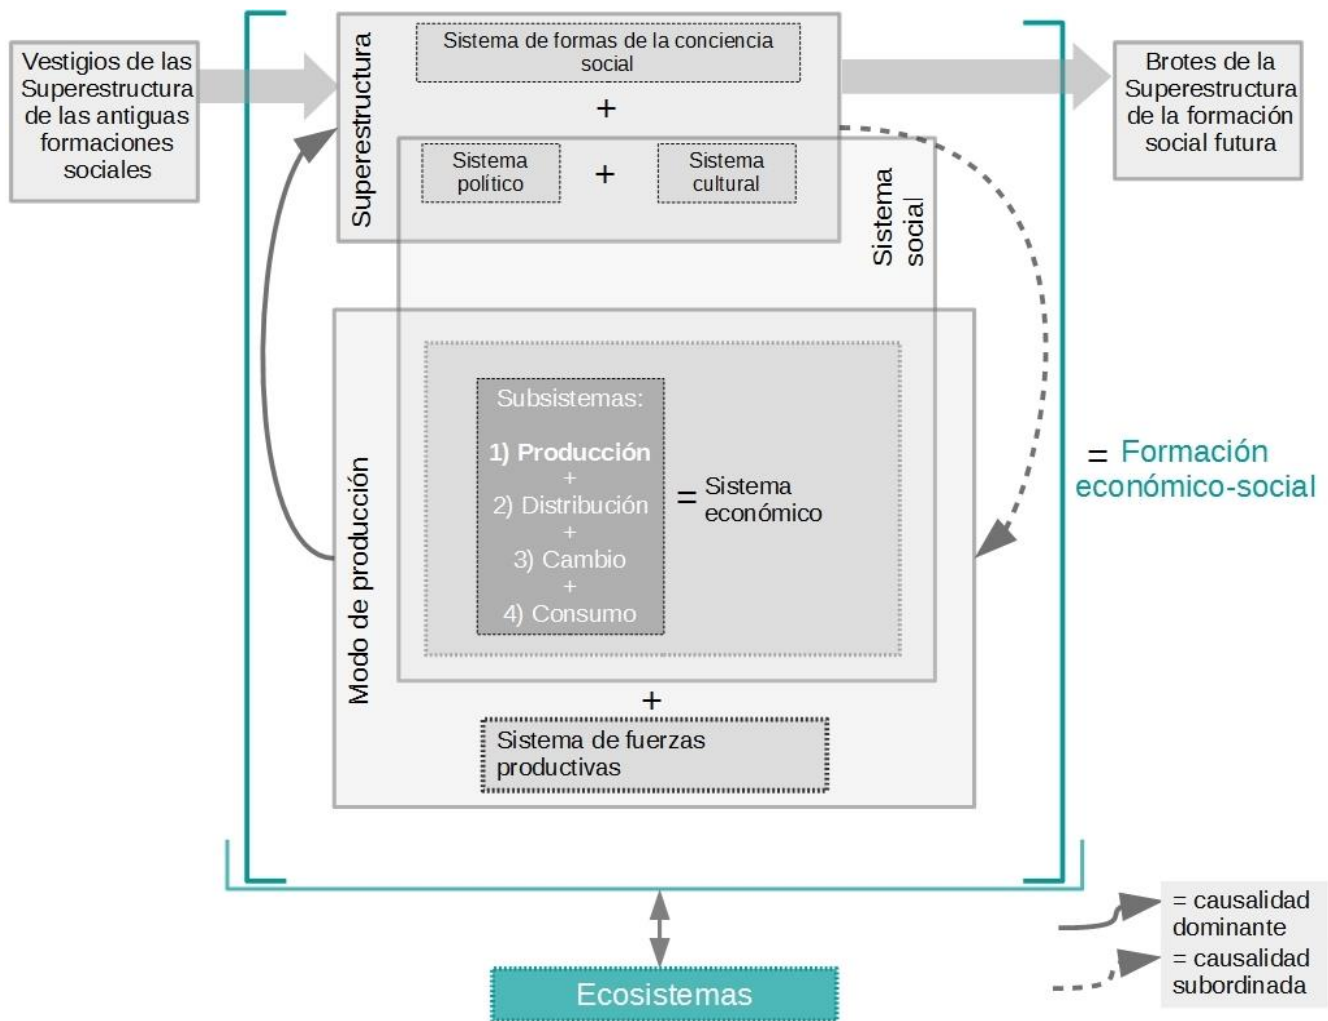 Vestigios de las
Superestructura
de las antiguas
formaciones
sociales
Superestructura
Sistema de formas de la conciencia
social
+
Sistema
político
+
Sistema
cultural
Sistema
social
Brotes de la
Superestructura
de la formación
social futura
Modo de producción
Subsistemas:
1) Producción
+
2) Distribución
+
3) Cambio
+
4) Consumo
= Sistema
económico
+
Sistema de fuerzas
productivas
= Formación
económico-social
Ecosistemas
= causalidad
dominante
= causalidad
subordinada